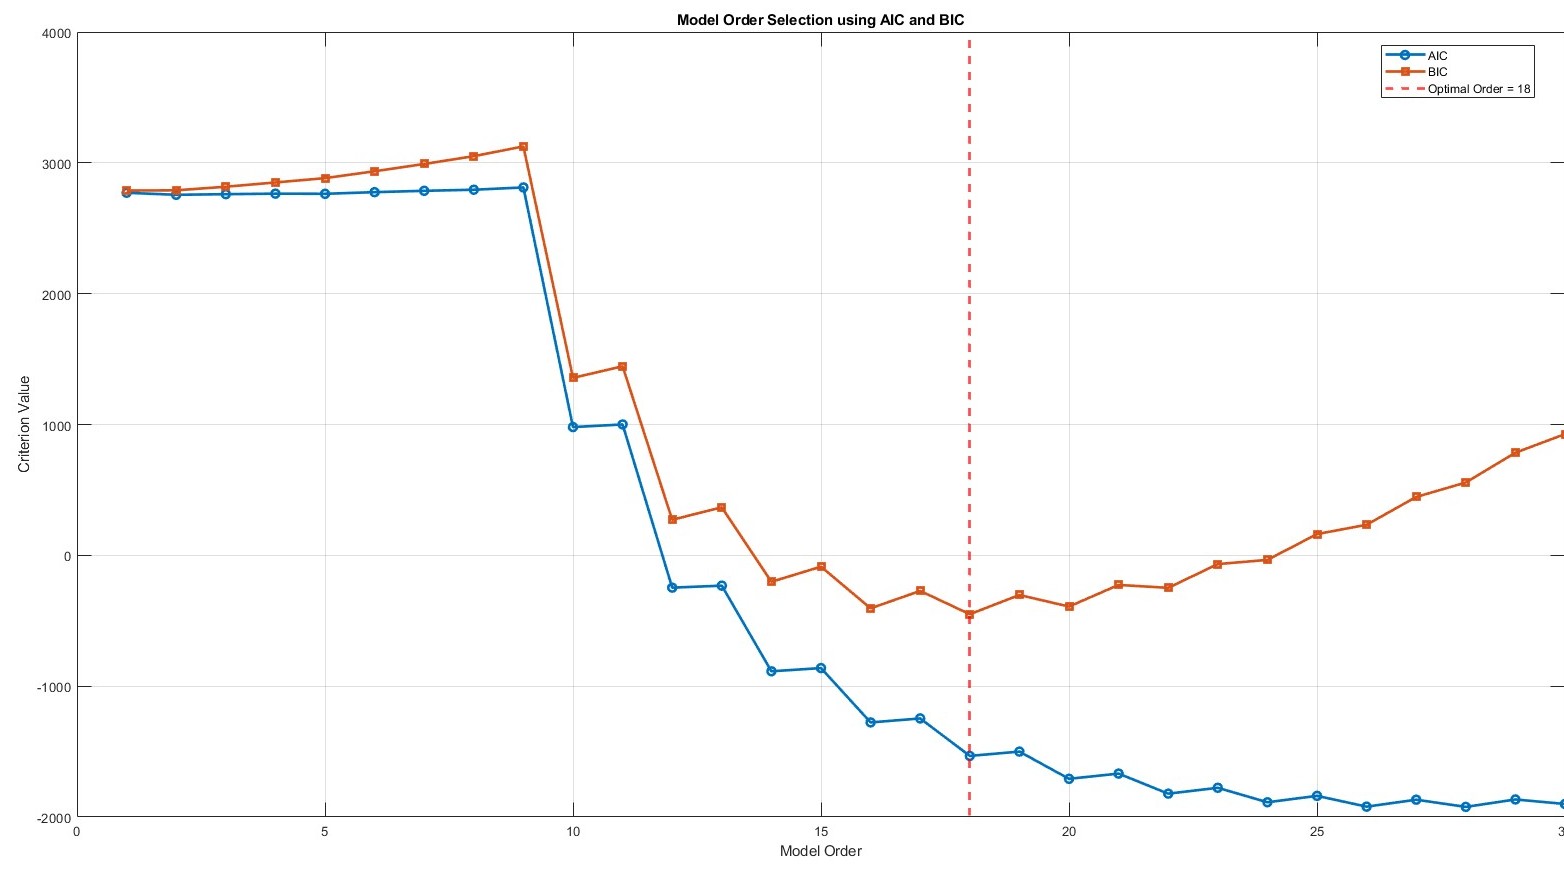 Model Order Selection using AIC and BIC
AIC
BIC
Optimal Order = 18
4000
3000
2000
1000
0
-1000
-2000
Criterion Value
0 5 10 15 20 25 3
Model Order